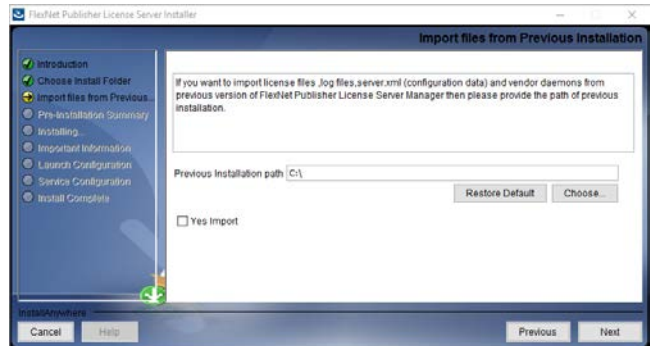 FlexNet Publisher License Server Installer
Import files from Previous Installation
Introduction
Choose Install Folder
Import files from Previous...
Pre-Installation Summary
Installing...
Important Information
Launch Configuration
Service Configuration
Install Complete
If you want to import license files ,log files,server.xml (configuration data) and vendor daemons from
previous version of FlexNet Publisher License Server Manager then please provide the path of previous
installation.
Previous Installation path C:\
Restore Default Choose...
Yes Import
InstallAnywhere
Cancel Help Previous Next